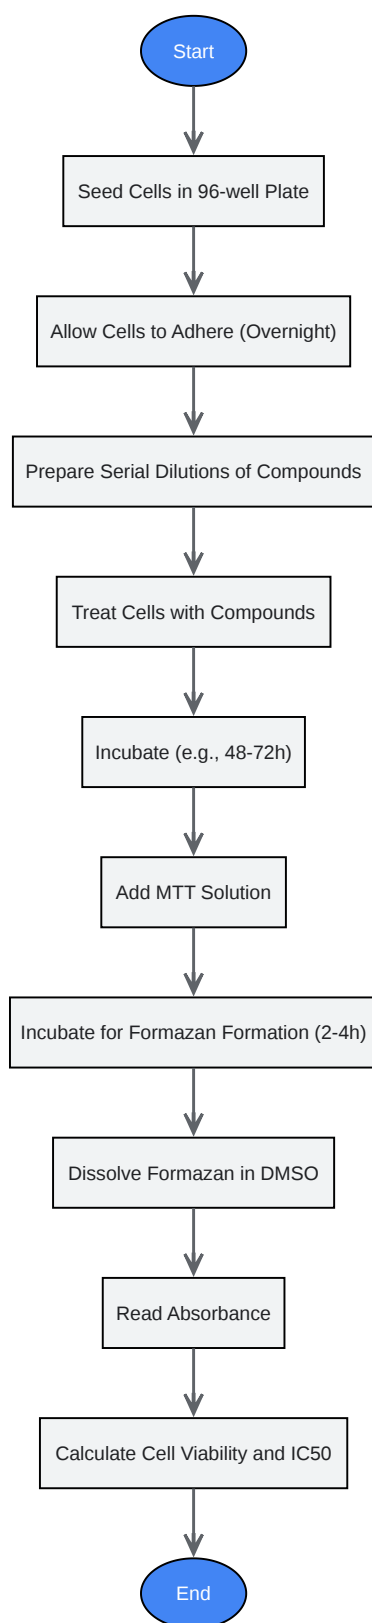 Start
Seed Cells in 96-well Plate
Allow Cells to Adhere (Overnight)
Prepare Serial Dilutions of Compounds
Treat Cells with Compounds
Incubate (e.g., 48-72h)
Add MTT Solution
Incubate for Formazan Formation (2-4h)
Dissolve Formazan in DMSO
Read Absorbance
Calculate Cell Viability and IC50
End